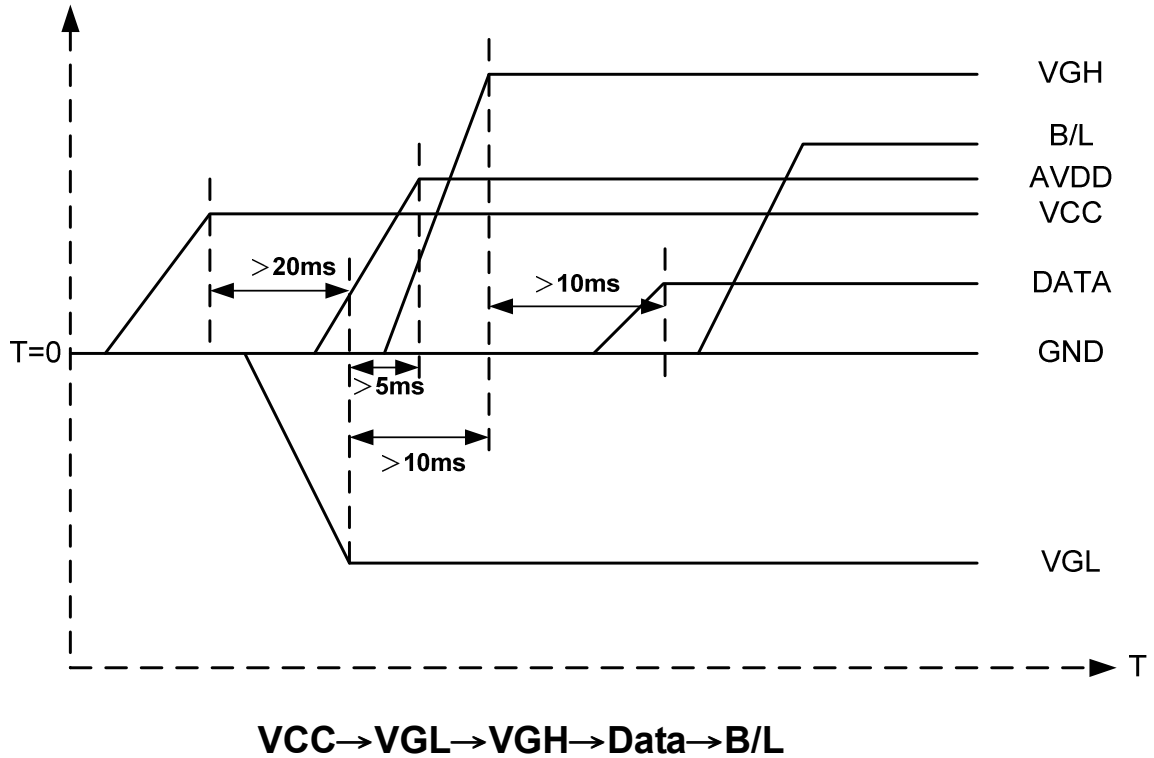 VGH
B/L
AVDD
VCC
>20ms
>10ms
DATA
T=0
GND
>5ms
>10ms
VGL
T
VCC→VGL→VGH→Data→B/L